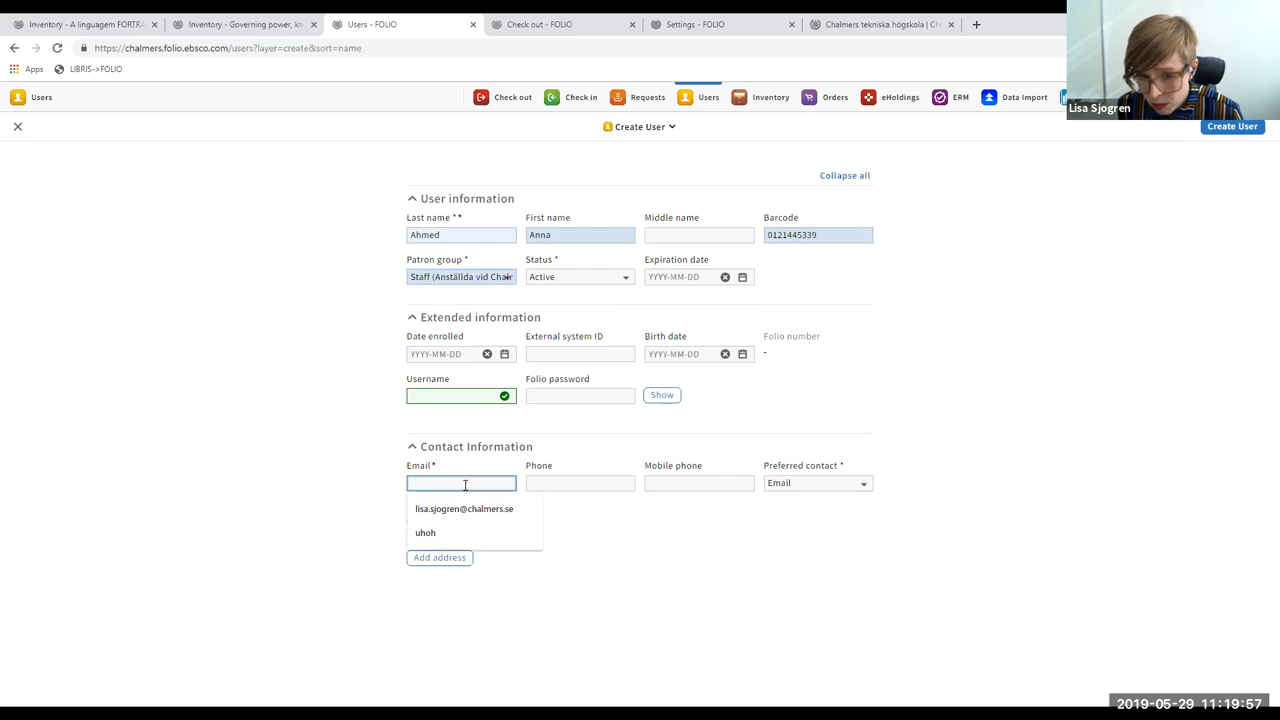 Inventory - A linguagem FORTRA
Inventory - Governing power, kn
Users - FOLIO
Check out - FOLIO
Settings - FOLIO
Chalmers tekniska högskola | Ch
https://chalmers.folio.ebsco.com/users?layer=create&sort=name
Apps
LIBRIS->FOLIO
Users
Check out
Check in
Requests
Users
Inventory
Orders
eHoldings
ERM
Data Import
Lisa Sjogren
Create User
Create User
Collapse all
User information
Last name **
First name
Middle name
Barcode
Ahmed
Anna
0121445339
Patron group *
Status *
Expiration date
Staff (Anställda vid Chalr
Active
YYYY-MM-DD
Extended information
Date enrolled
External system ID
Birth date
Folio number
YYYY-MM-DD
YYYY-MM-DD
-
Username
Folio password
Show
Contact Information
Email*
Phone
Mobile phone
Preferred contact *
Email
lisa.sjogren@chalmers.se
uhoh
Add address
2019-05-29 11:19:57